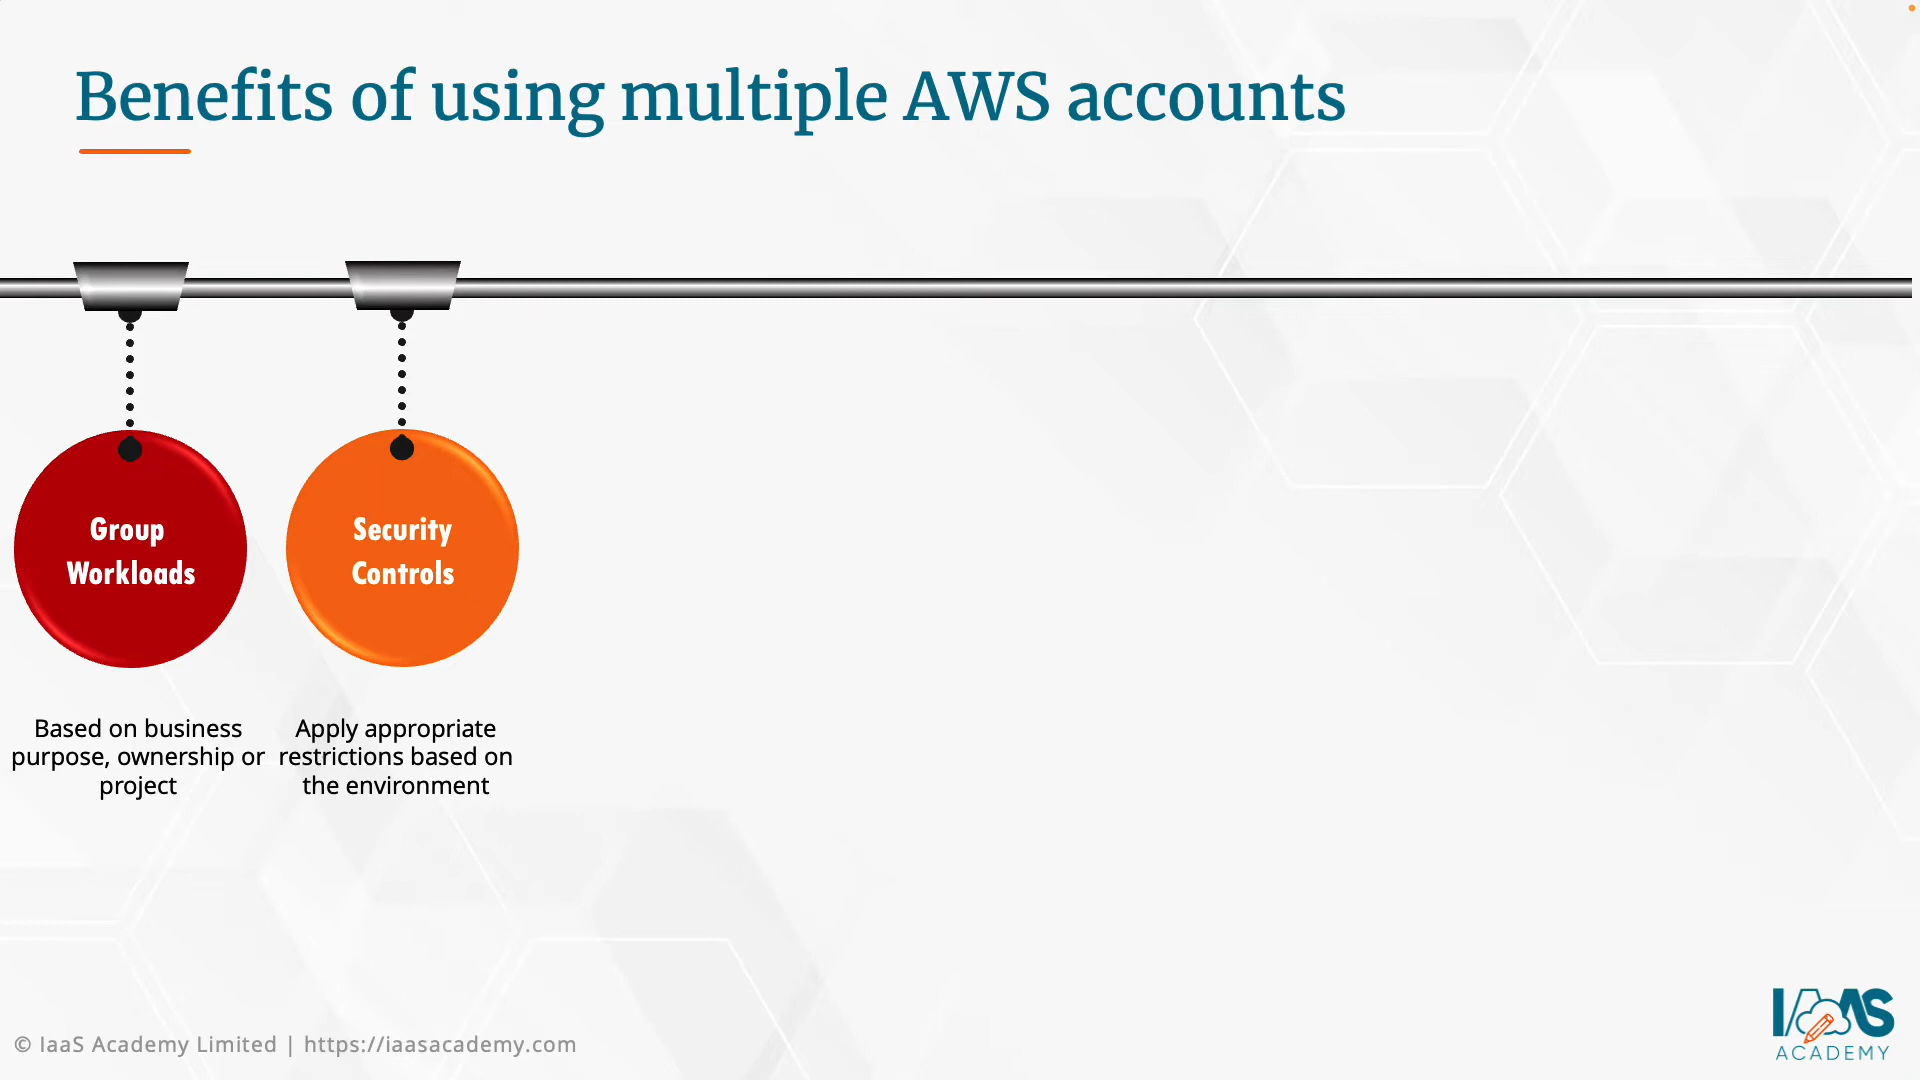 Benefits of using multiple AWS accounts
Group
Workloads
Security
Controls
Based on business
purpose, ownership or
project
Apply appropriate
restrictions based on
the environment
© IaaS Academy Limited | https://iaasacademy.com
IAAS
ACADEMY